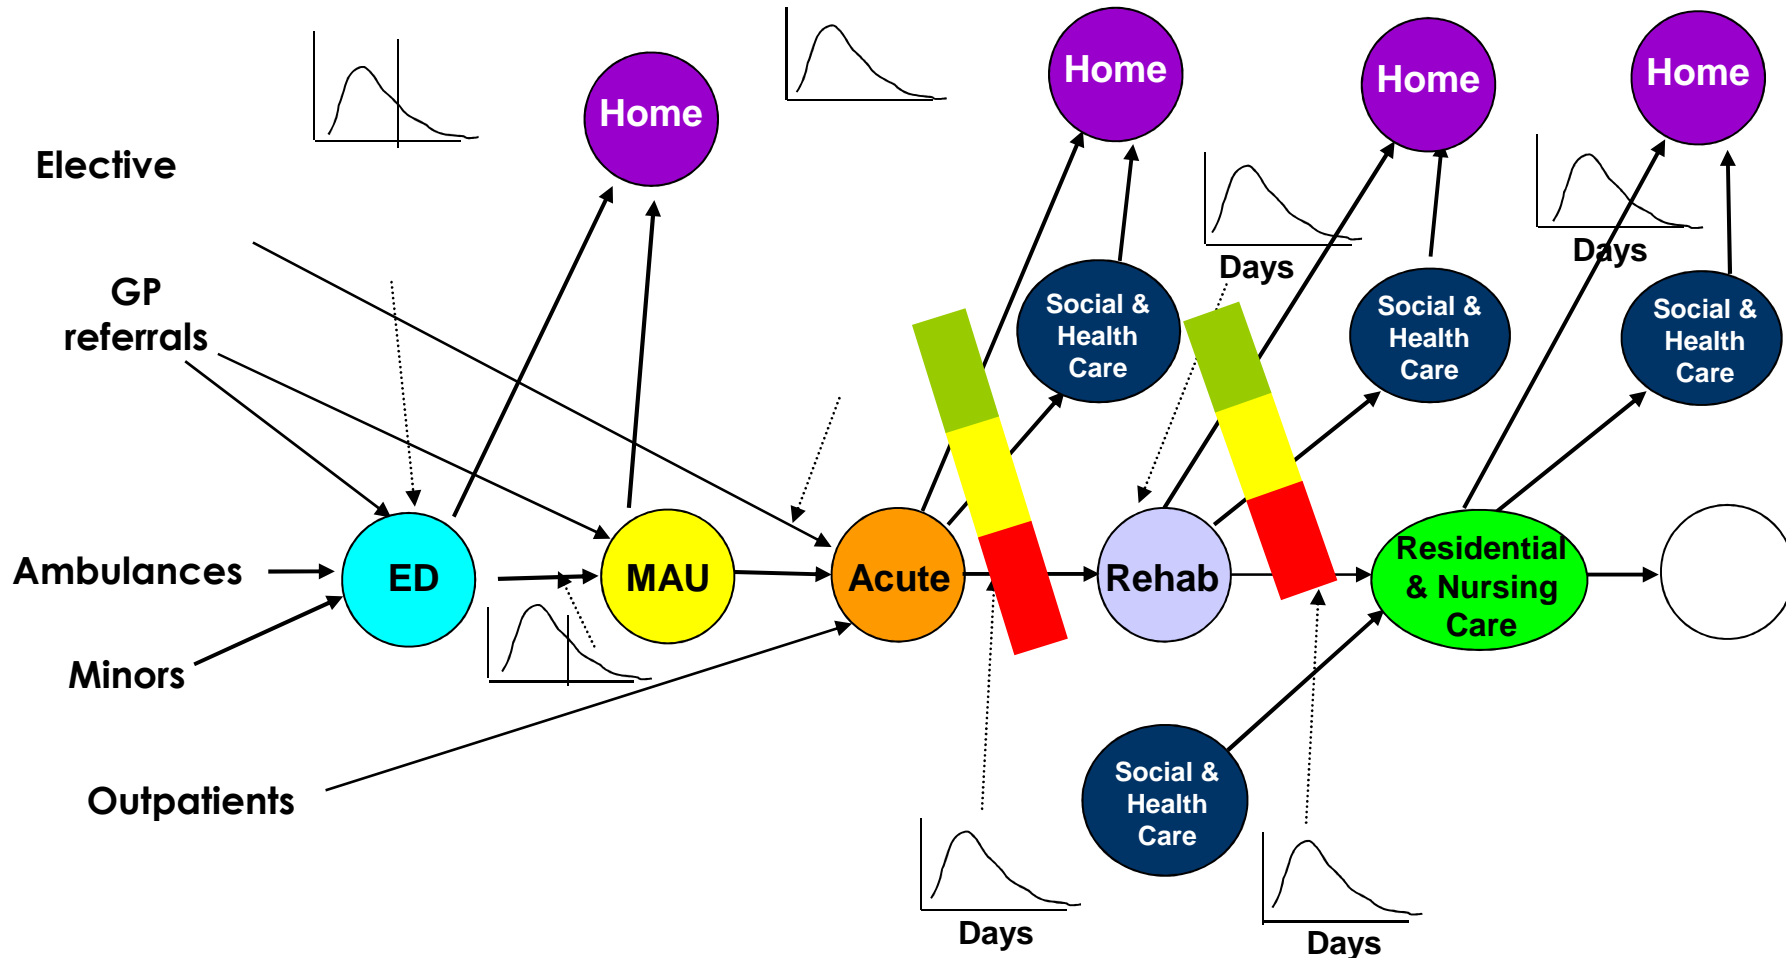 Home
Home
Home
Home
Elective
GP
referrals
Days
Days
Social &
Health
Care
Social &
Health
Care
Social &
Health
Care
Ambulances
ED
MAU
Acute
Rehab
Residential
& Nursing
Care
Minors
Outpatients
Social &
Health
Care
Days
Days